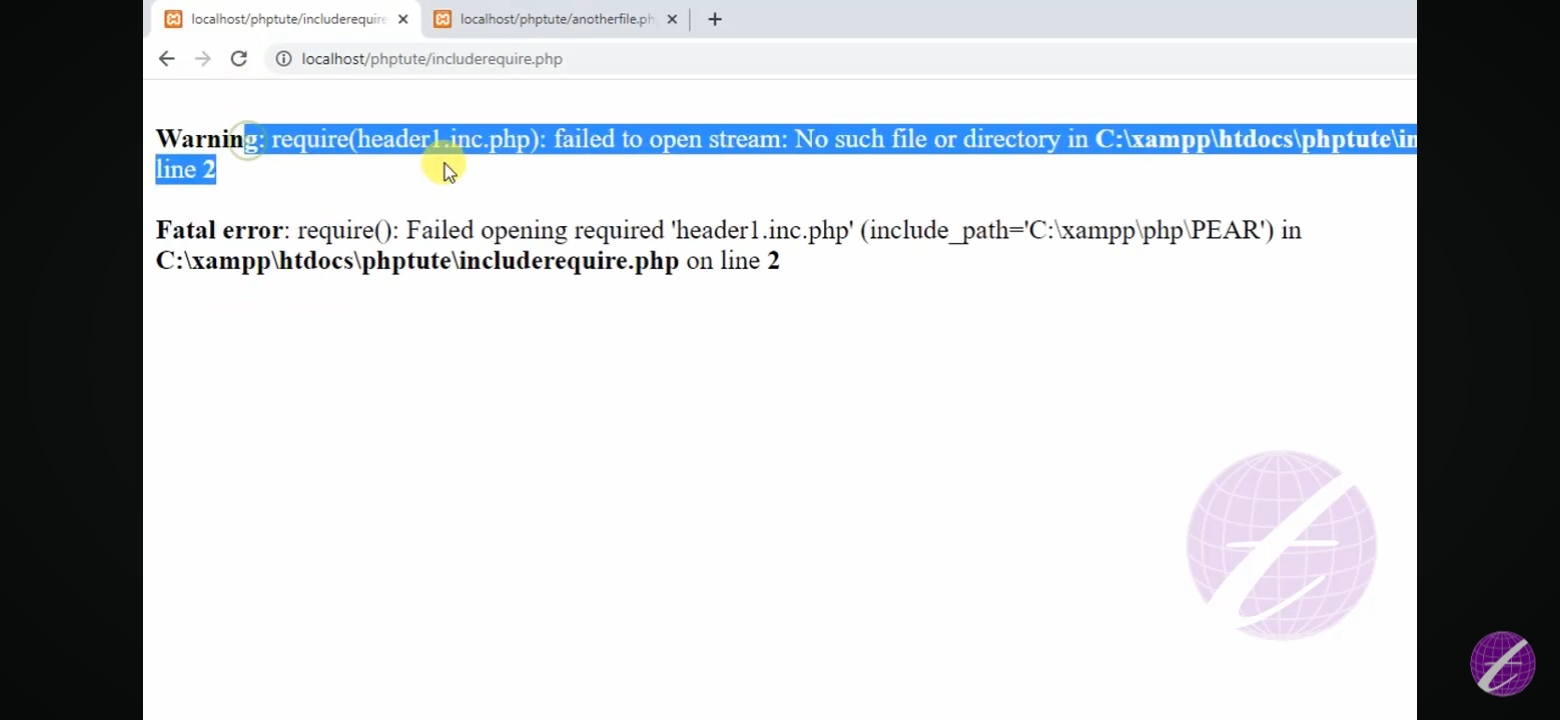 localhost/phptute/includerequire
localhost/phptute/anotherfile.ph
localhost/phptute/includerequire.php
Warning: require(header1.inc.php): failed to open stream: No such file or directory in C:\xampp\htdocs\phptute\in
line 2
Fatal error: require(): Failed opening required 'header1.inc.php' (include_path='C:\xampp\php\PEAR') in
C:\xampp\htdocs\phptute\includerequire.php on line 2